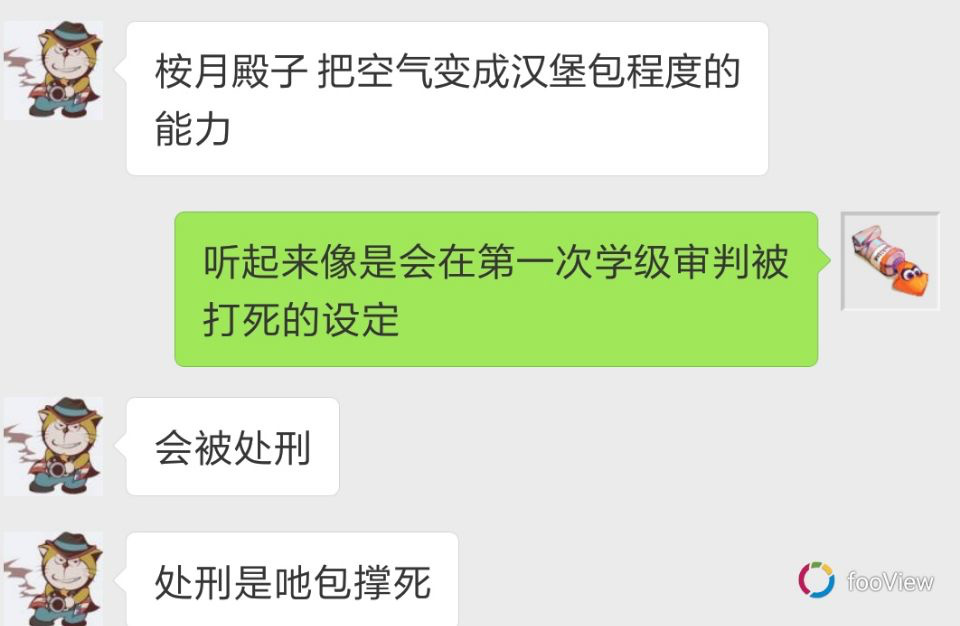 桉月殿子 把空气变成汉堡包程度的
能力
听起来像是会在第一次学级审判被
打死的设定
会被处刑
处刑是吔包撑死
fooView